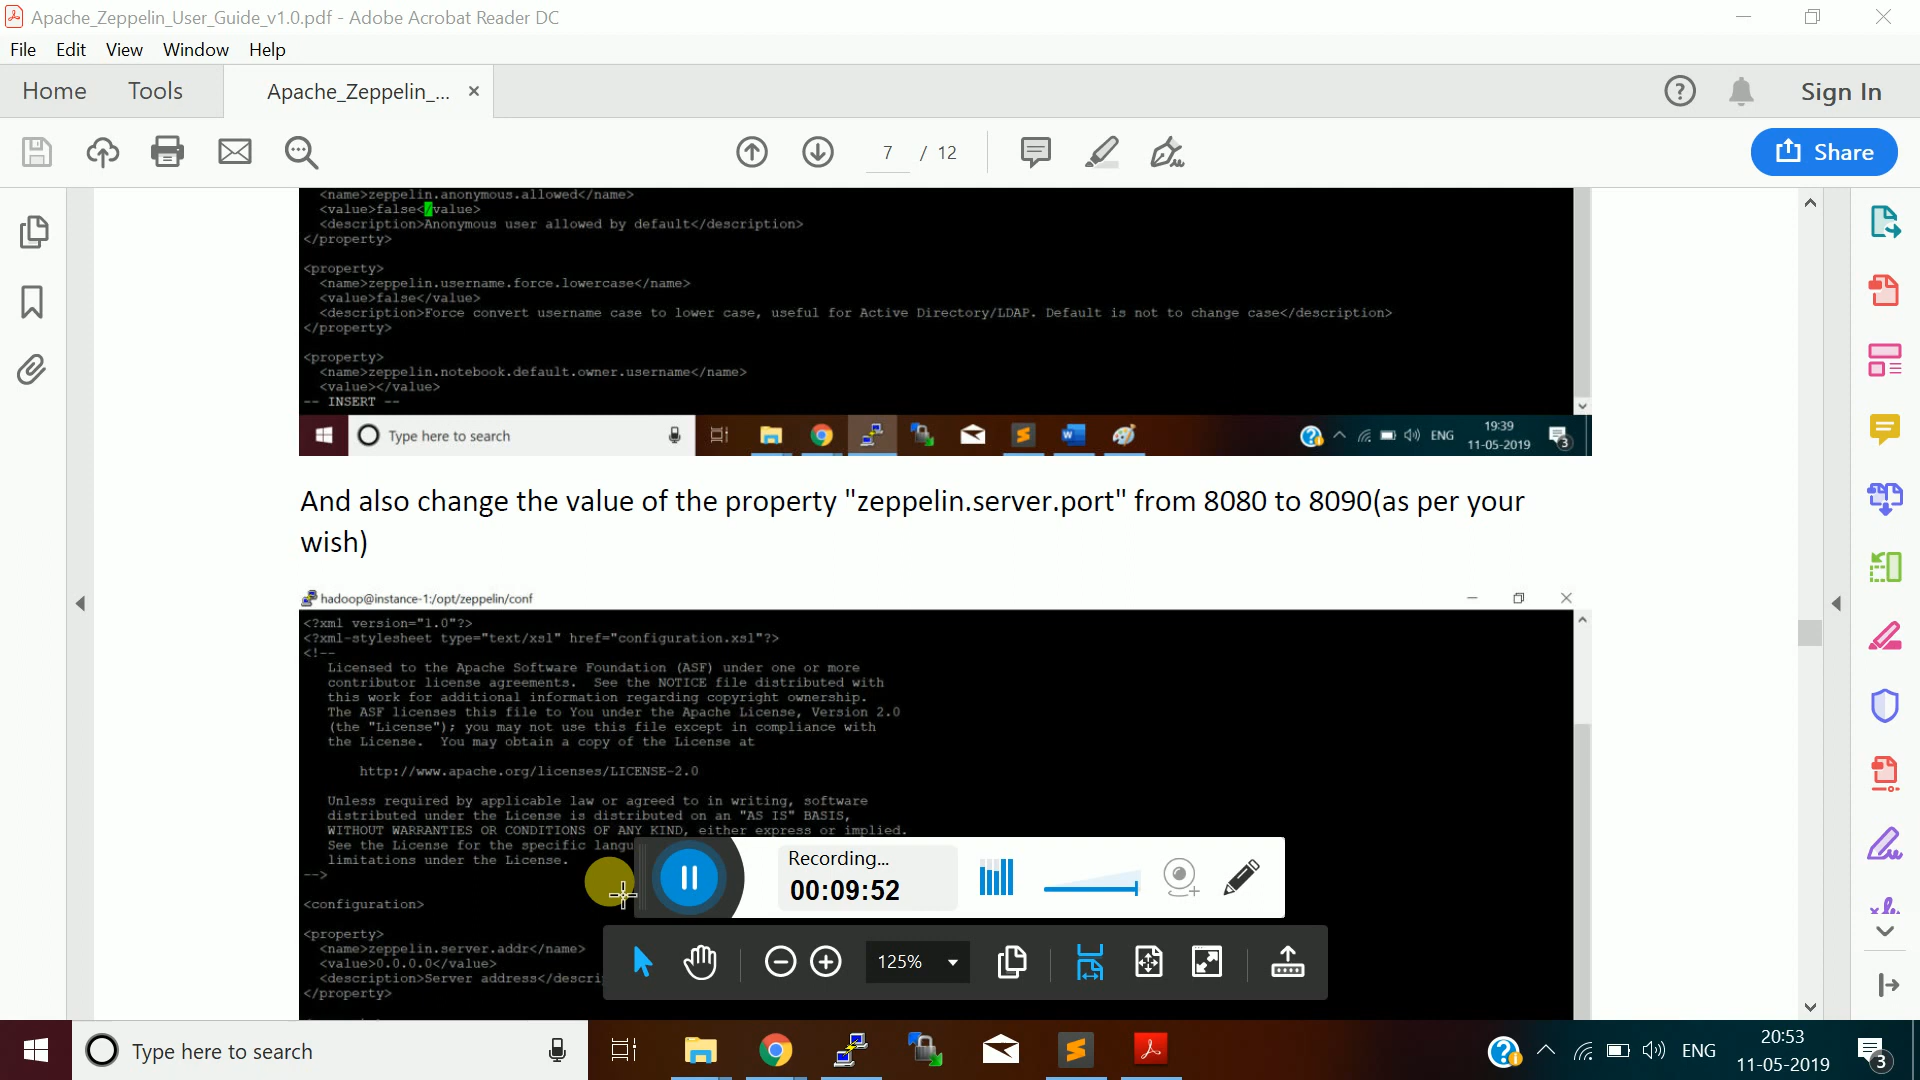 Apache_Zeppelin_User_Guide_v1.0.pdf - Adobe Acrobat Reader DC
File Edit View Window Help
Home Tools Apache_Zeppelin_... × Sign In
7 / 12 Share
<name>zeppelin.anonymous.allowed</name>
<value>false</value>
<description>Anonymous user allowed by default</description>
</property>
<property>
<name>zeppelin.username.force.lowercase</name>
<value>false</value>
<description>Force convert username case to lower case, useful for Active Directory/LDAP. Default is not to change case</description>
</property>
<property>
<name>zeppelin.notebook.default.owner.username</name>
<value></value>
-- INSERT --
Type here to search ENG 19:39
11-05-2019 3
And also change the value of the property "zeppelin.server.port" from 8080 to 8090(as per your
wish)
hadoop@instance-1:/opt/zeppelin/conf
<?xml version="1.0"?>
<?xml-stylesheet type="text/xsl" href="configuration.xsl"?>
<!--
Licensed to the Apache Software Foundation (ASF) under one or more
contributor license agreements.  See the NOTICE file distributed with
this work for additional information regarding copyright ownership.
The ASF licenses this file to You under the Apache License, Version 2.0
(the "License"); you may not use this file except in compliance with
the License.  You may obtain a copy of the License at
http://www.apache.org/licenses/LICENSE-2.0
Unless required by applicable law or agreed to in writing, software
distributed under the License is distributed on an "AS IS" BASIS,
WITHOUT WARRANTIES OR CONDITIONS OF ANY KIND, either express or implied.
See the License for the specific langu
limitations under the License.
-->
Recording...
00:09:52
<configuration>
<property>
<name>zeppelin.server.addr</name>
<value>0.0.0.0</value>
<description>Server address</descri
</property>
125%
Type here to search ENG 20:53
11-05-2019 3